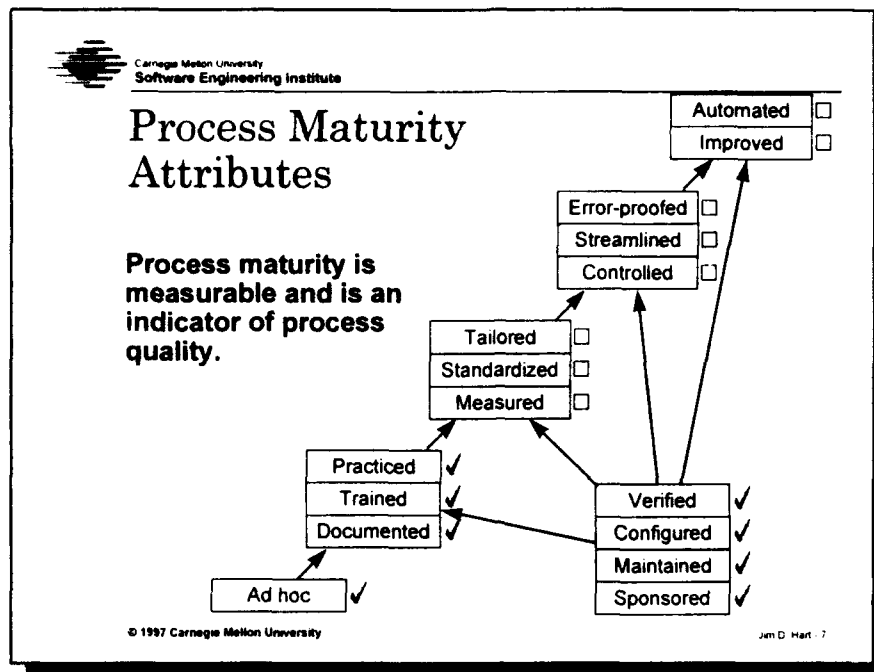 Carnegie Mellon University
Software Engineering Institute
Process Maturity
Attributes
Process maturity is
measurable and is an
indicator of process
quality.
Automated
Improved
Error-proofed
Streamlined
Controlled
Tailored
Standardized
Measured
Practiced
Trained
Documented
Ad hoc
Verified
Configured
Maintained
Sponsored
© 1997 Carnegie Mellon University
Jim D. Hart - 7